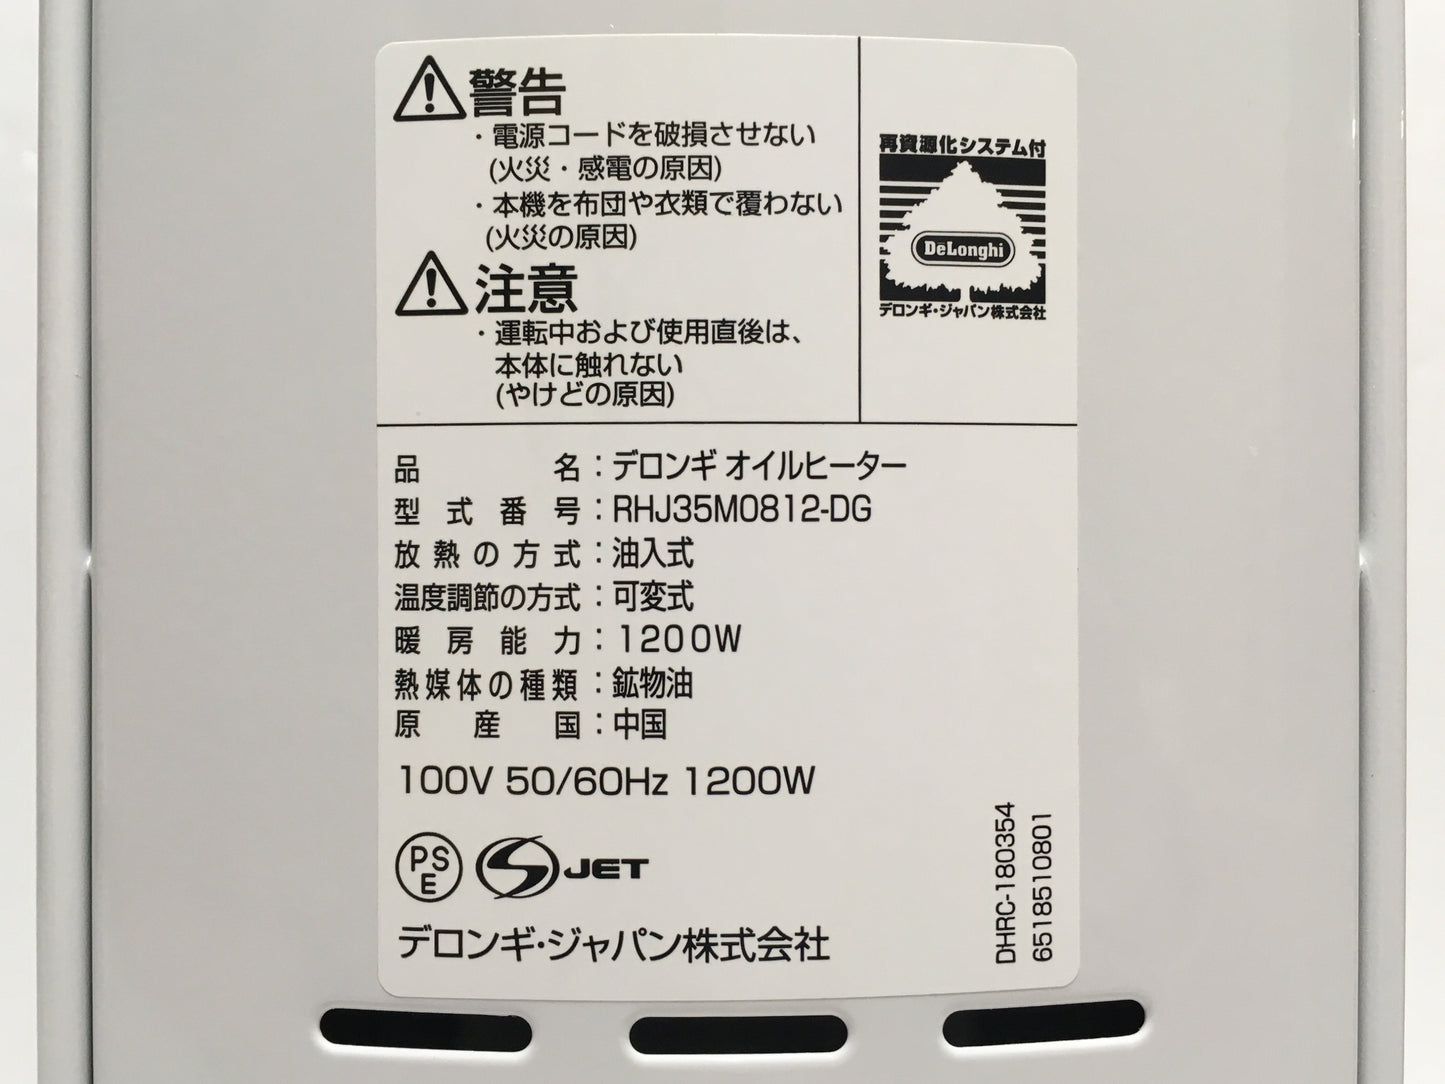 警告
・電源コードを破損させない
(火災・感電の原因)
・本機を布団や衣類で覆わない
(火災の原因)
注意
・運転中および使用直後は、
本体に触れない
(やけどの原因)
再資源化システム付
DeLonghi
デロンギ・ジャパン株式会社
品名：デロンギ オイルヒーター
型式番号：RHJ35M0812-DG
放熱の方式：油入式
温度調節の方式：可変式
暖房能力：1200W
熱媒体の種類：鉱物油
原産国：中国
100V 50/60Hz 1200W
PS
E
JET
デロンギ・ジャパン株式会社
DHRC-180354
6518510801